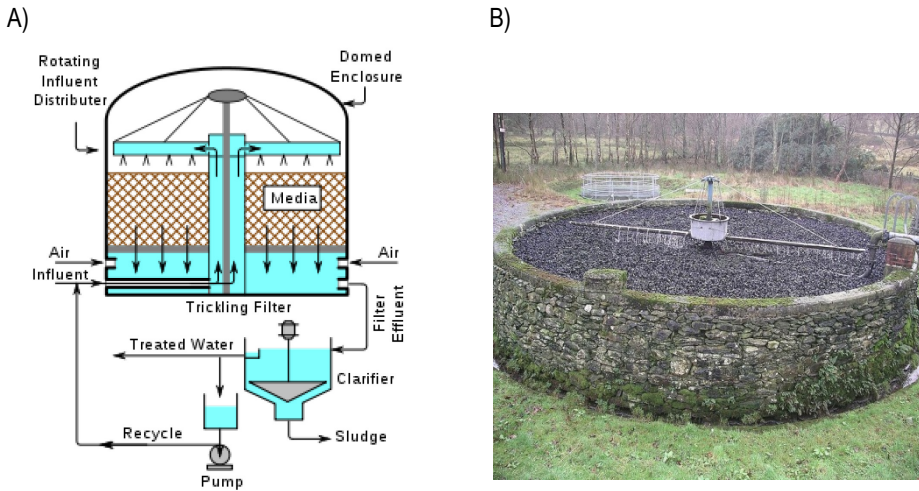 A)
B)
Rotating
Influent
Distributer
Domed
Enclosure
Media
Air
Air
Influent
Trickling Filter
Filter
Effluent
Treated Water
Clarifier
Recycle
Sludge
Pump